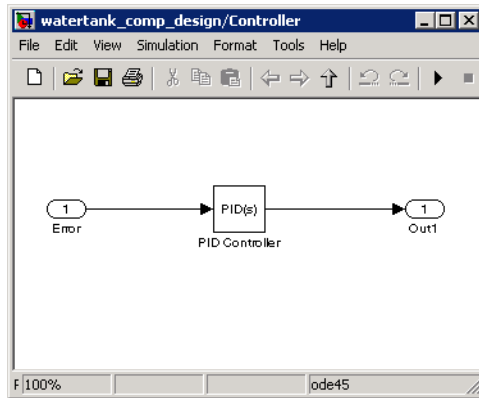 watertank_comp_design/Controller
File Edit View Simulation Format Tools Help
1 PID(s) 1
Error PID Controller Out1
F 100% ode45